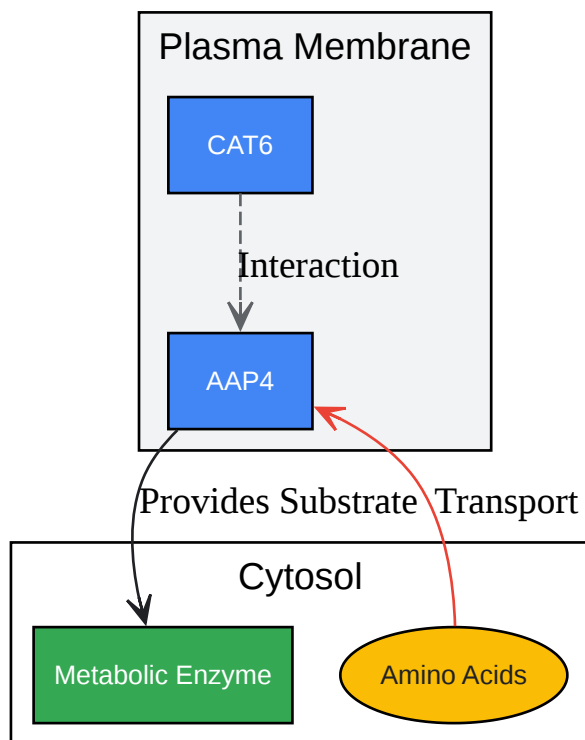 Plasma Membrane
CAT6
Interaction
AAP4
Provides Substrate
Transport
Cytosol
Metabolic Enzyme
Amino Acids